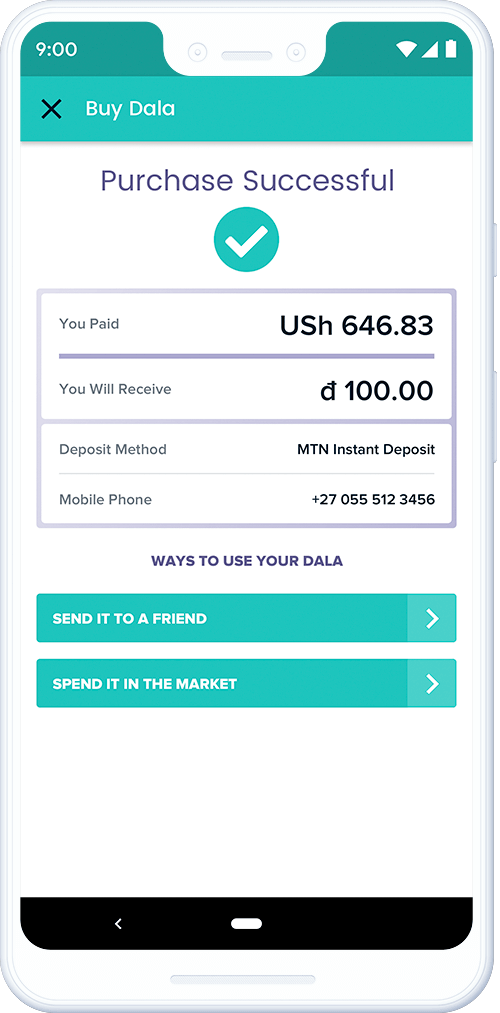 9:00
Buy Dala
Purchase Successful
You Paid USh 646.83
You Will Receive đ 100.00
Deposit Method MTN Instant Deposit
Mobile Phone +27 055 512 3456
WAYS TO USE YOUR DALA
SEND IT TO A FRIEND
SPEND IT IN THE MARKET